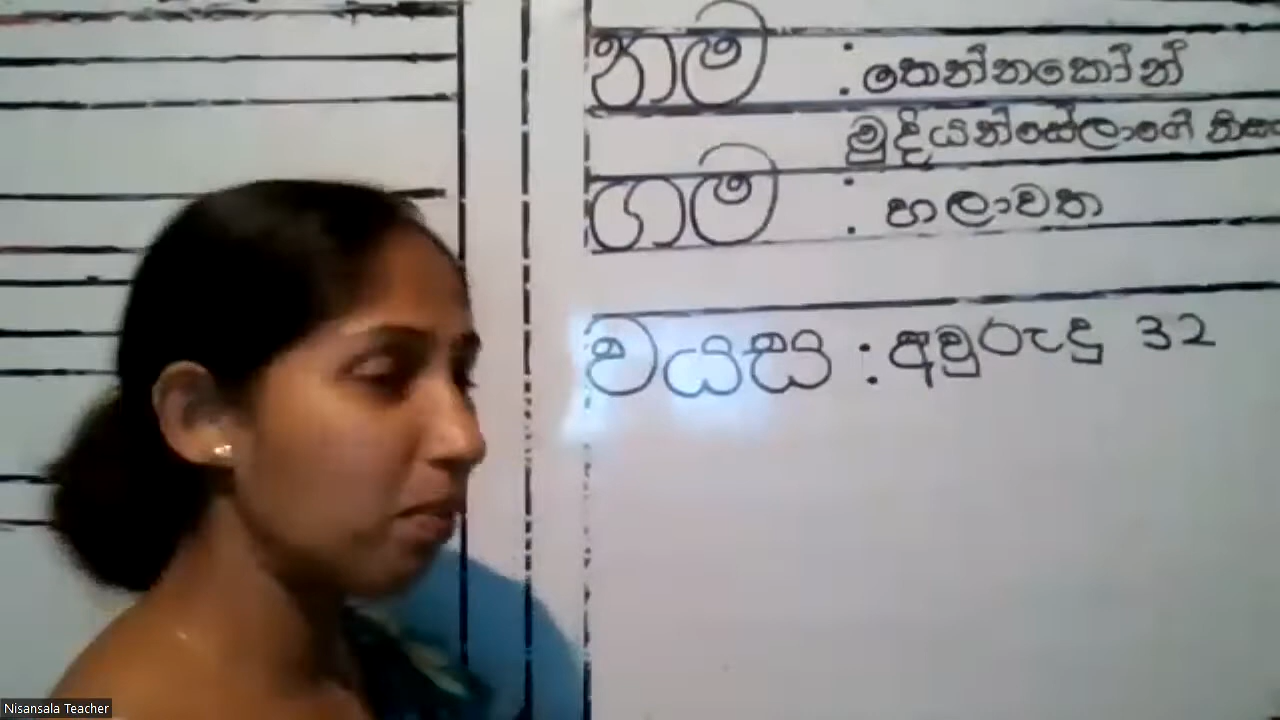 නම : තෙන්නකෝන්
මුදියන්සේලාගේ
ගම : හලාවත
වයස : අවුරුදු 32
Nisansala Teacher